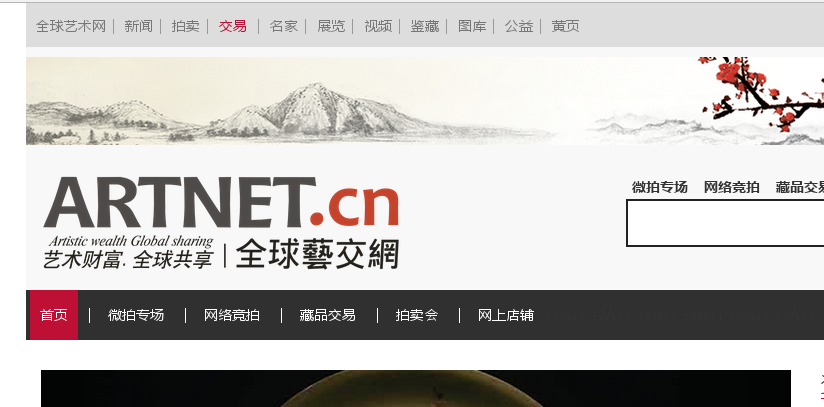 全球艺术网 | 新闻 | 拍卖 | 交易 | 名家 | 展览 | 视频 | 鉴藏 | 图库 | 公益 | 黄页
微拍专场 网络竞拍 藏品交易
ARTNET.cn
Artistic wealth Global sharing
艺术财富. 全球共享 | 全球藝交網
首页 | 微拍专场 | 网络竞拍 | 藏品交易 | 拍卖会 | 网上店铺